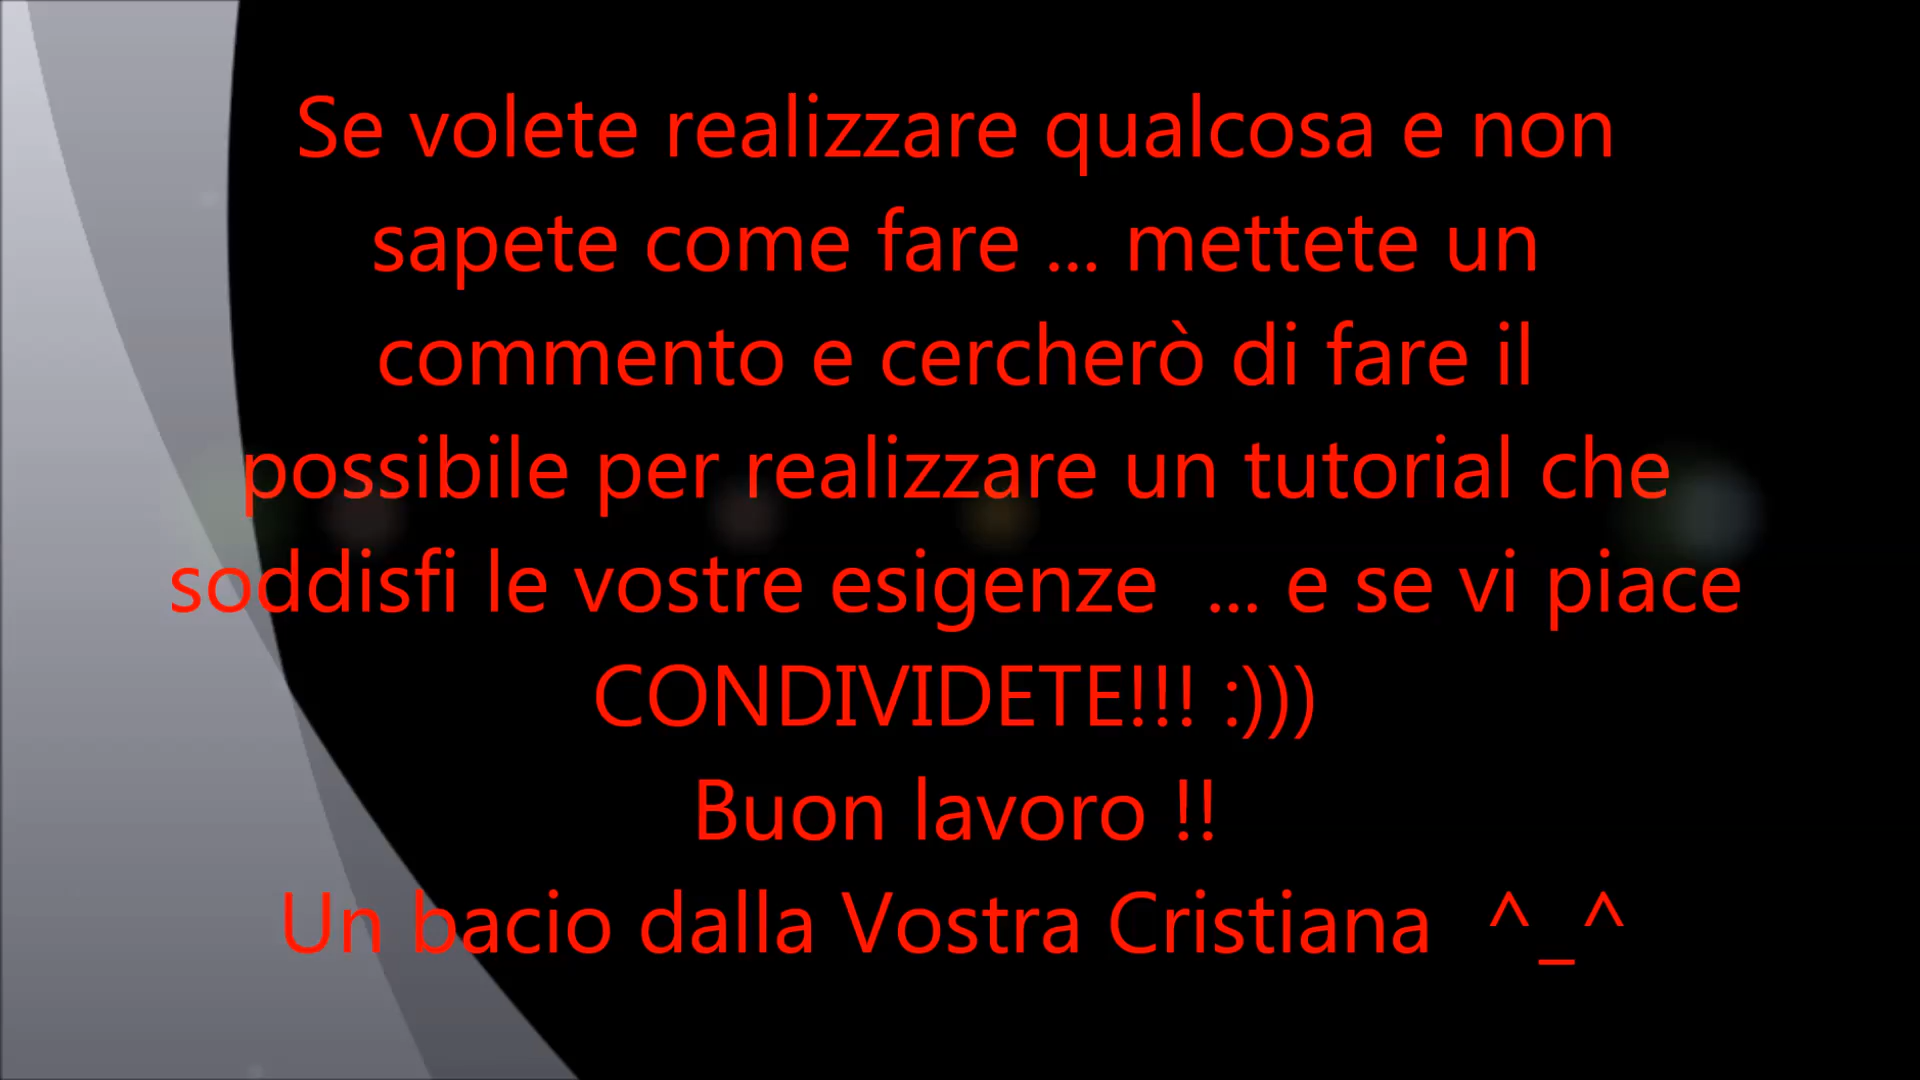 Se volete realizzare qualcosa e non
sapete come fare ... mettete un
commento e cercherò di fare il
possibile per realizzare un tutorial che
soddisfi le vostre esigenze  ... e se vi piace
CONDIVIDETE!!! :)))
Buon lavoro !!
Un bacio dalla Vostra Cristiana  ^_^